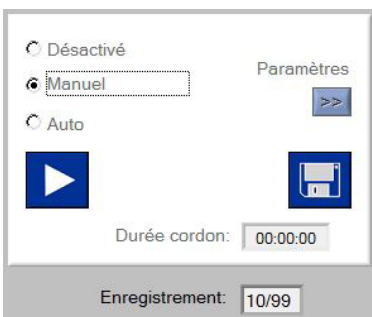 Désactivé
Paramètres
Manuel
>>
Auto
Durée cordon: 00:00:00
Enregistrement: 10/99